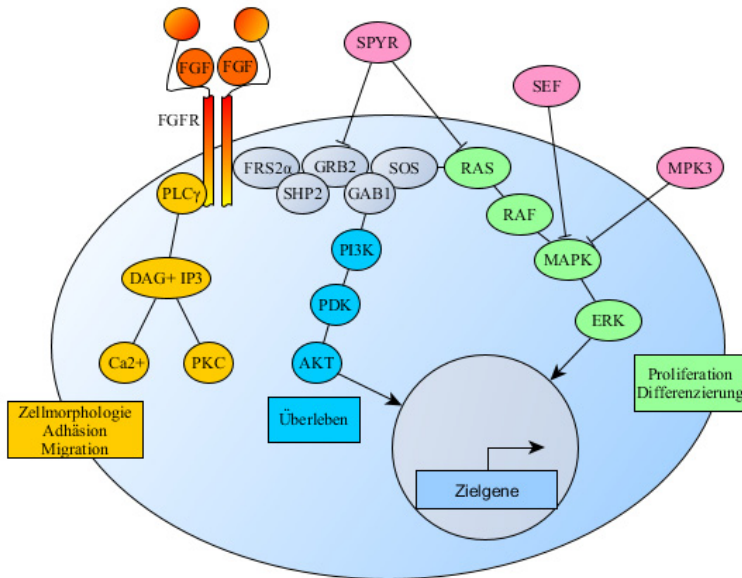 SPYR
FGF
FGF
SEF
FGFR
FRS2α
GRB2
SOS
RAS
MPK3
PLCγ
SHP2
GAB1
RAF
PI3K
MAPK
DAG+ IP3
PDK
ERK
Ca2+
PKC
AKT
Proliferation
Differenzierung
Zellmorphologie
Adhäsion
Migration
Überleben
Zielgene